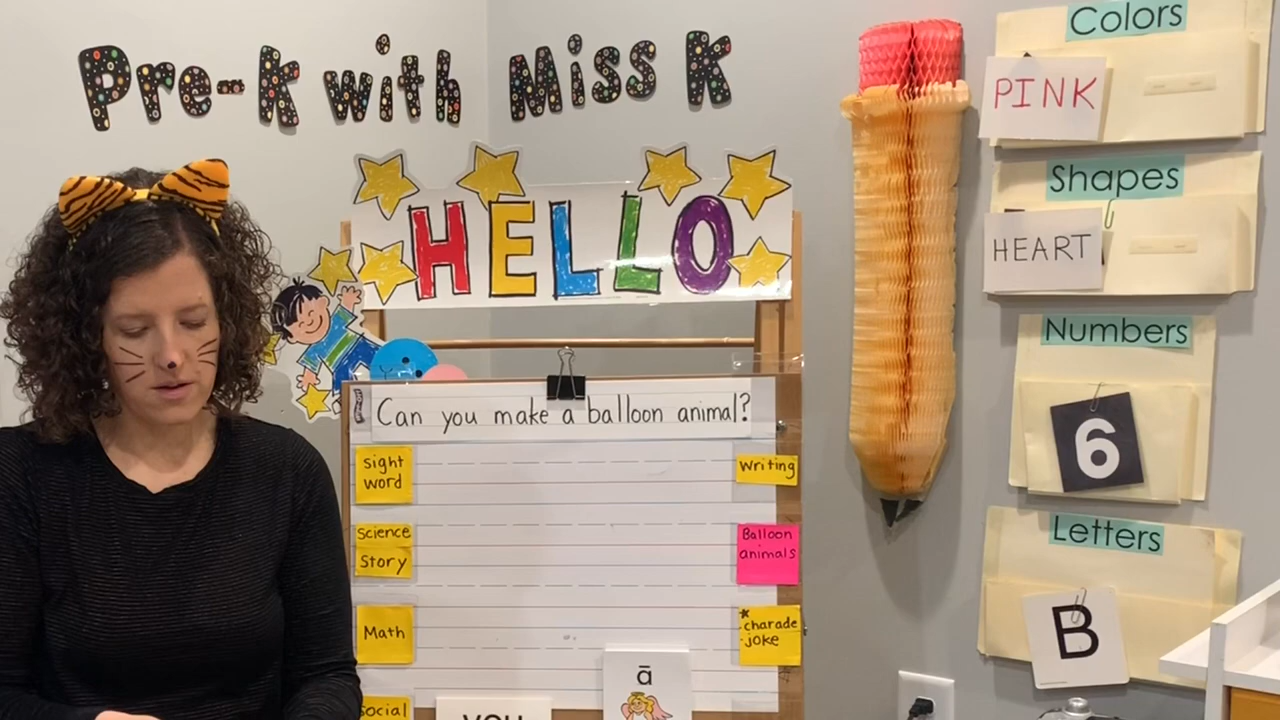 Pre-K with Miss K
HELLO
Can you make a balloon animal?
sight
word
Science
Story
Math
social
Writing
Balloon
animals
charade
joke
ā
you
Colors
PINK
Shapes
HEART
Numbers
6
Letters
B